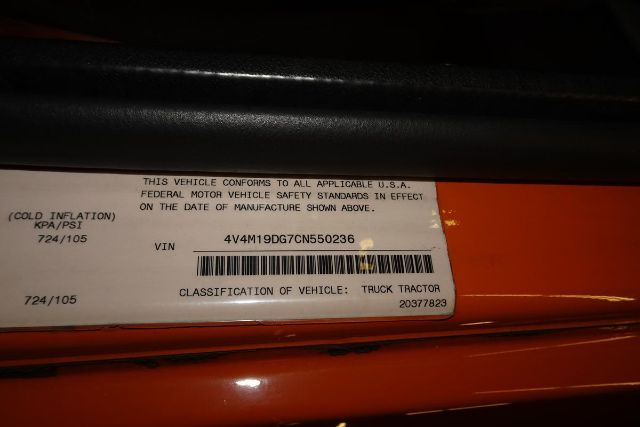 THIS VEHICLE CONFORMS TO ALL APPLICABLE U.S.A.
FEDERAL MOTOR VEHICLE SAFETY STANDARDS IN EFFECT
ON THE DATE OF MANUFACTURE SHOWN ABOVE.
(COLD INFLATION)
KPA/PSI
724/105
VIN 4V4M19DG7CN550236
724/105
CLASSIFICATION OF VEHICLE: TRUCK TRACTOR
20377823